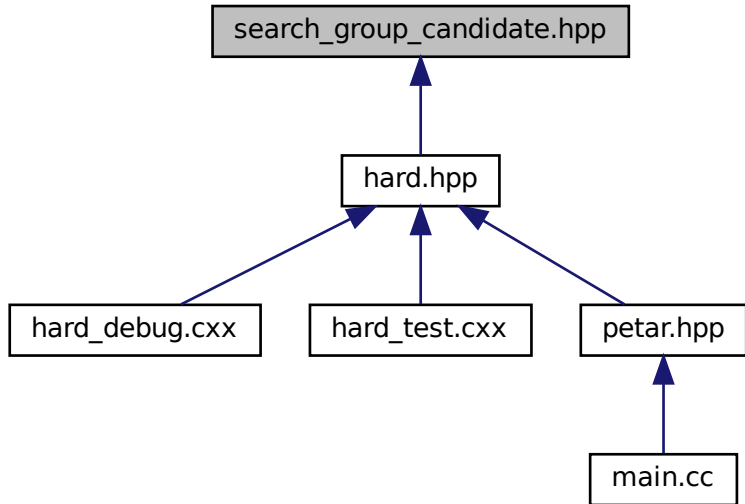 search_group_candidate.hpp
hard.hpp
hard_debug.cxx
hard_test.cxx
petar.hpp
main.cc